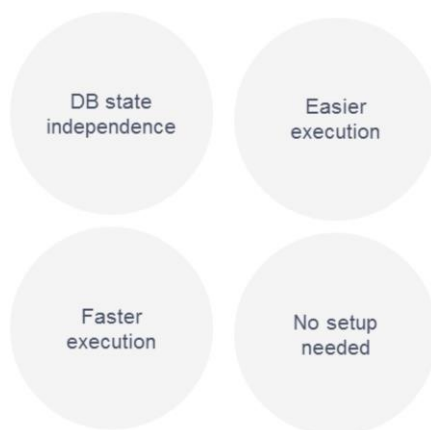 DB state
independence
Easier
execution
Faster
execution
No setup
needed